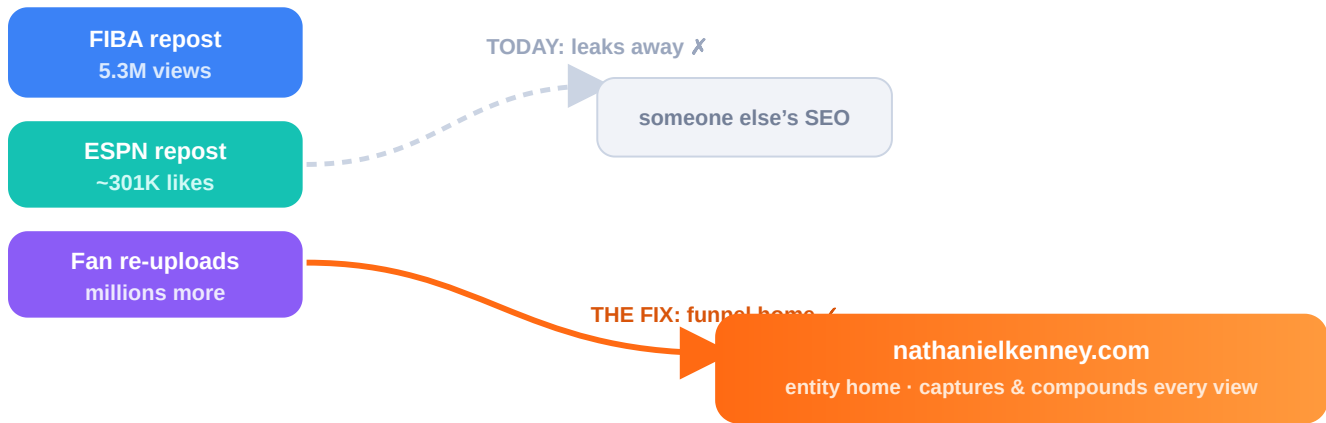 FIBA repost
5.3M views
TODAY: leaks away ✗
someone else’s SEO
ESPN repost
~301K likes
Fan re-uploads
millions more
THE FIX: funnel home ✓
nathanielkenney.com
entity home · captures & compounds every view